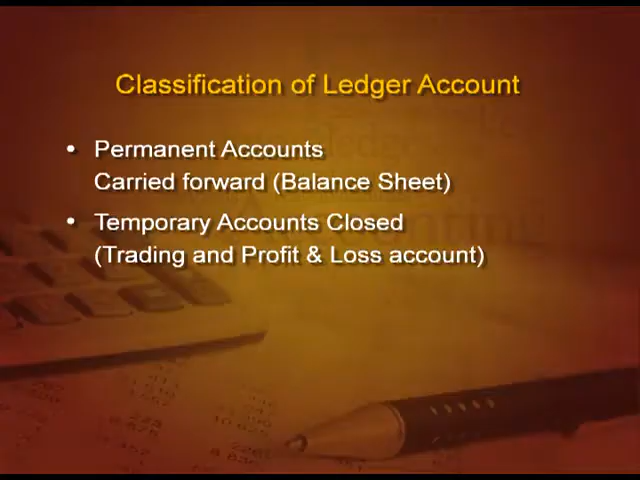 Classification of Ledger Account
• Permanent Accounts
Carried forward (Balance Sheet)
• Temporary Accounts Closed
(Trading and Profit & Loss account)